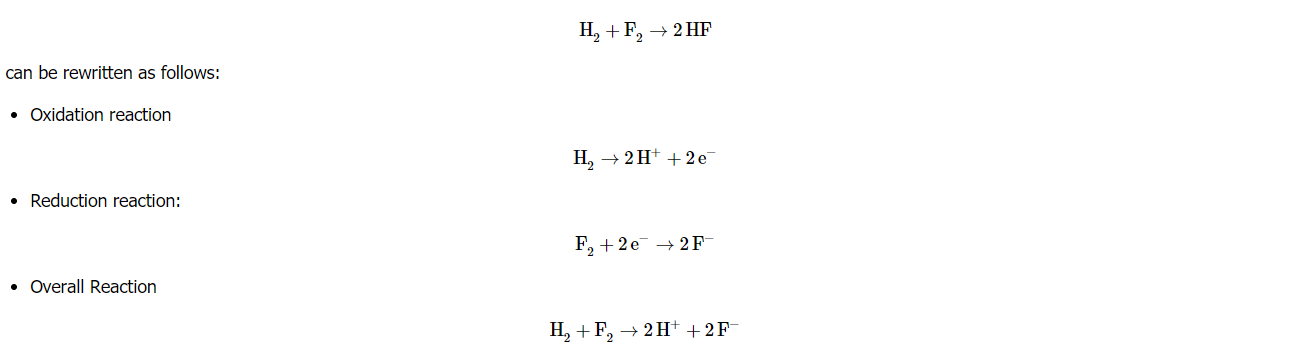 H₂ + F₂ → 2 HF
can be rewritten as follows:
• Oxidation reaction
H₂ → 2 H⁺ + 2 e⁻
• Reduction reaction:
F₂ + 2 e⁻ → 2 F⁻
• Overall Reaction
H₂ + F₂ → 2 H⁺ + 2 F⁻